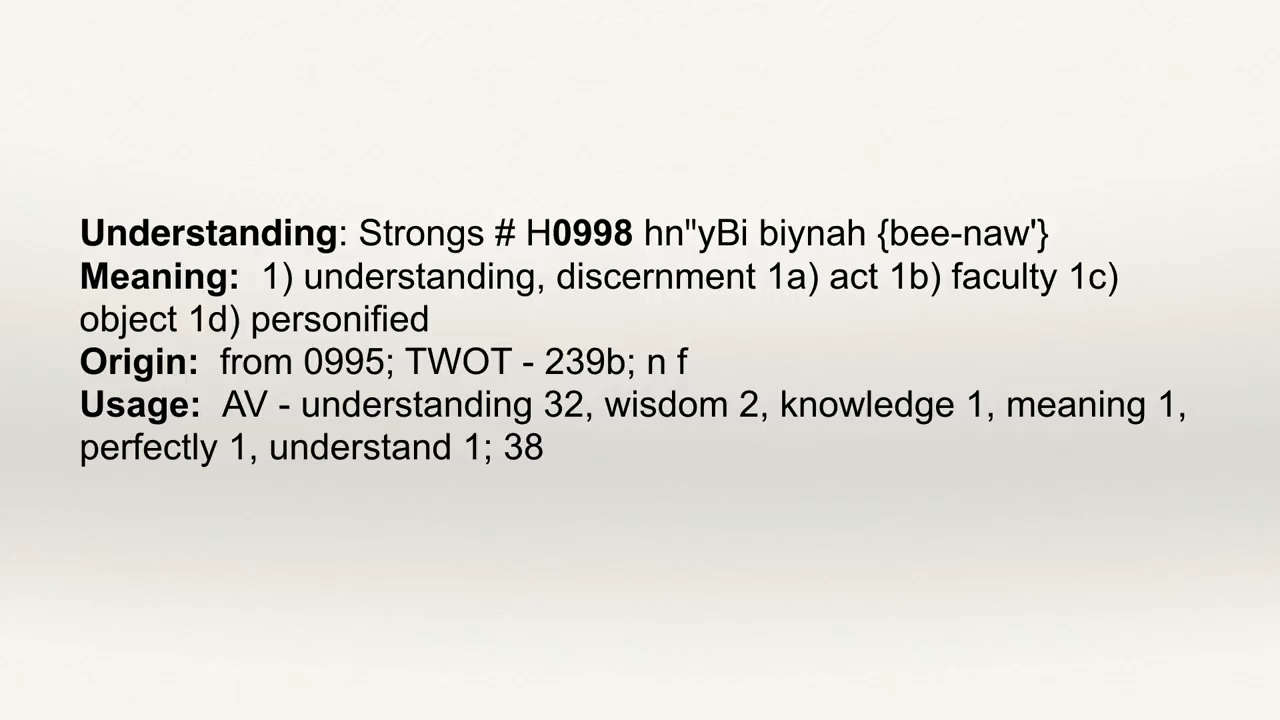 Understanding: Strongs # H0998 hn"yBi biynah {bee-naw'}
Meaning:  1) understanding, discernment 1a) act 1b) faculty 1c)
object 1d) personified
Origin:  from 0995; TWOT - 239b; n f
Usage:  AV - understanding 32, wisdom 2, knowledge 1, meaning 1,
perfectly 1, understand 1; 38